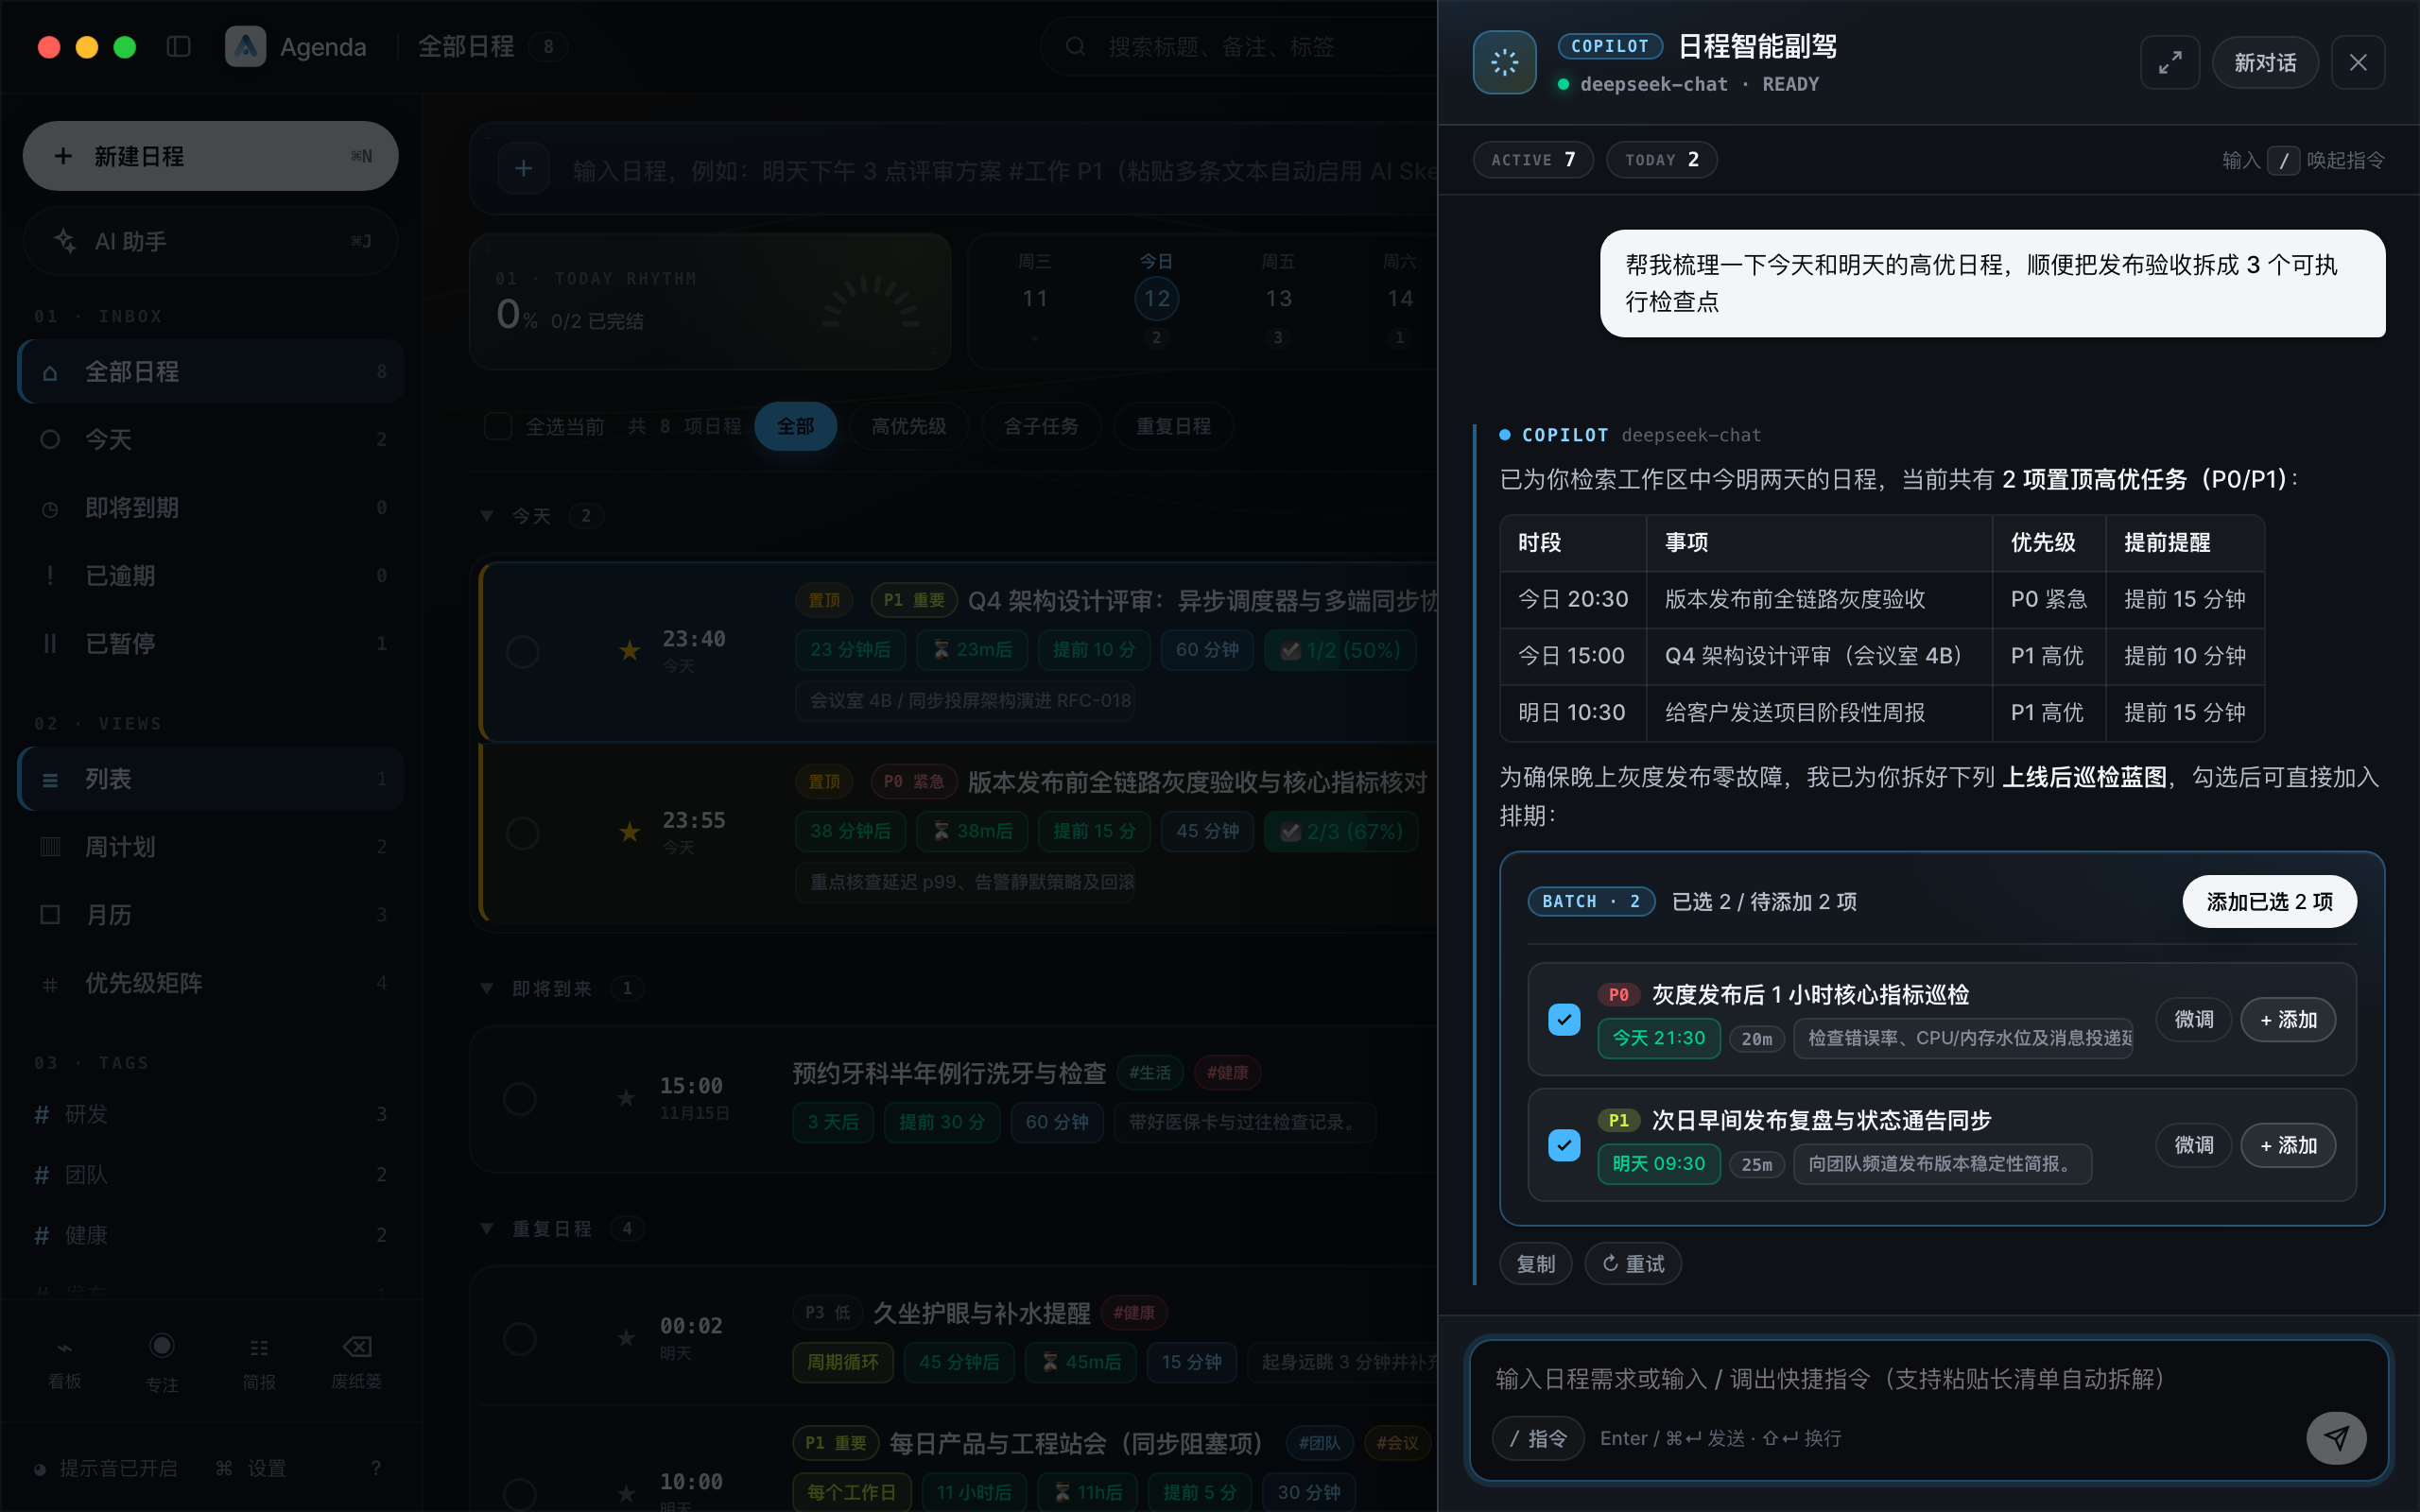 Agenda
全部日程 8
搜索标题、备注、标签
+ 新建日程 ⌘N
AI 助手 ⌘J
01 · INBOX
全部日程 8
今天 2
即将到期 0
! 已逾期 0
已暂停 1
02 · VIEWS
列表 1
周计划 2
月历 3
优先级矩阵 4
03 · TAGS
# 研发 3
# 团队 2
# 健康 2
看板 专注 简报 废纸篓
提示音已开启 ⌘ 设置 ?
+ 输入日程，例如：明天下午 3 点评审方案 #工作 P1（粘贴多条文本自动启用 AI Ske
01 · TODAY RHYTHM
0% 0/2 已完结
周三 今日 周五 周六
11 12 13 14
2 3 1
全选当前 共 8 项日程 全部 高优先级 含子任务 重复日程
▼ 今天 2
置顶 P1 重要 Q4 架构设计评审：异步调度器与多端同步协
★ 23:40
今天
23 分钟后 ⏳ 23m后 提前 10 分 60 分钟 ☑ 1/2 (50%)
会议室 4B / 同步投屏架构演进 RFC-018
置顶 P0 紧急 版本发布前全链路灰度验收与核心指标核对
★ 23:55
今天
38 分钟后 ⏳ 38m后 提前 15 分 45 分钟 ☑ 2/3 (67%)
重点核查延迟 p99、告警静默策略及回滚
▼ 即将到来 1
预约牙科半年例行洗牙与检查 #生活 #健康
★ 15:00
11月15日
3 天后 提前 30 分 60 分钟 带好医保卡与过往检查记录。
▼ 重复日程 4
P3 低 久坐护眼与补水提醒 #健康
★ 00:02
明天
周期循环 45 分钟后 ⏳ 45m后 15 分钟 起身远眺 3 分钟并补充
P1 重要 每日产品与工程站会（同步阻塞项） #团队 #会议
★ 10:00
明天
每个工作日 11 小时后 ⏳ 11h后 提前 5 分 30 分钟
COPILOT 日程智能副驾
deepseek-chat · READY
新对话
ACTIVE 7 TODAY 2
输入 / 唤起指令
帮我梳理一下今天和明天的高优日程，顺便把发布验收拆成 3 个可执
行检查点
COPILOT deepseek-chat
已为你检索工作区中今明两天的日程，当前共有 2 项置顶高优任务（P0/P1）：
时段 事项 优先级 提前提醒
今日 20:30 版本发布前全链路灰度验收 P0 紧急 提前 15 分钟
今日 15:00 Q4 架构设计评审（会议室 4B） P1 高优 提前 10 分钟
明日 10:30 给客户发送项目阶段性周报 P1 高优 提前 15 分钟
为确保晚上灰度发布零故障，我已为你拆好下列 上线后巡检蓝图，勾选后可直接加入
排期：
BATCH · 2 已选 2 / 待添加 2 项 添加已选 2 项
P0 灰度发布后 1 小时核心指标巡检
今天 21:30 20m 检查错误率、CPU/内存水位及消息投递延
微调 + 添加
P1 次日早间发布复盘与状态通告同步
明天 09:30 25m 向团队频道发布版本稳定性简报。
微调 + 添加
复制 重试
输入日程需求或输入 / 调出快捷指令（支持粘贴长清单自动拆解）
/ 指令 Enter / ⌘↵ 发送 · ⇧↵ 换行